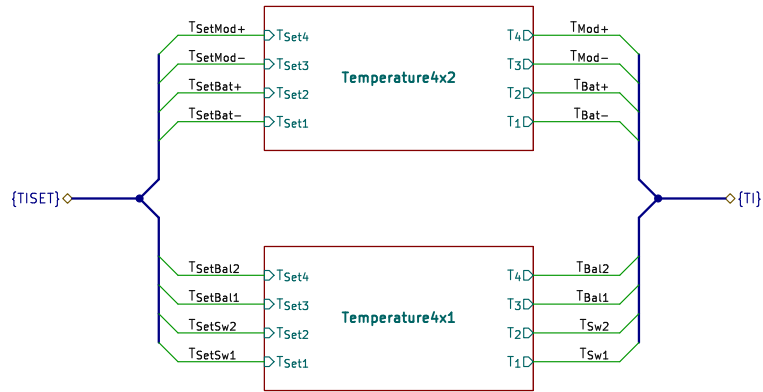 TSetMod+ TSet4 T4 TMod+
TSetMod- TSet3 T3 TMod-
Temperature4x2
TSetBat+ TSet2 T2 TBat+
TSetBat- TSet1 T1 TBat-
{TISET} {TI}
TSetBal2 TSet4 T4 TBal2
TSetBal1 TSet3 T3 TBal1
Temperature4x1
TSetSw2 TSet2 T2 TSw2
TSetSw1 TSet1 T1 TSw1